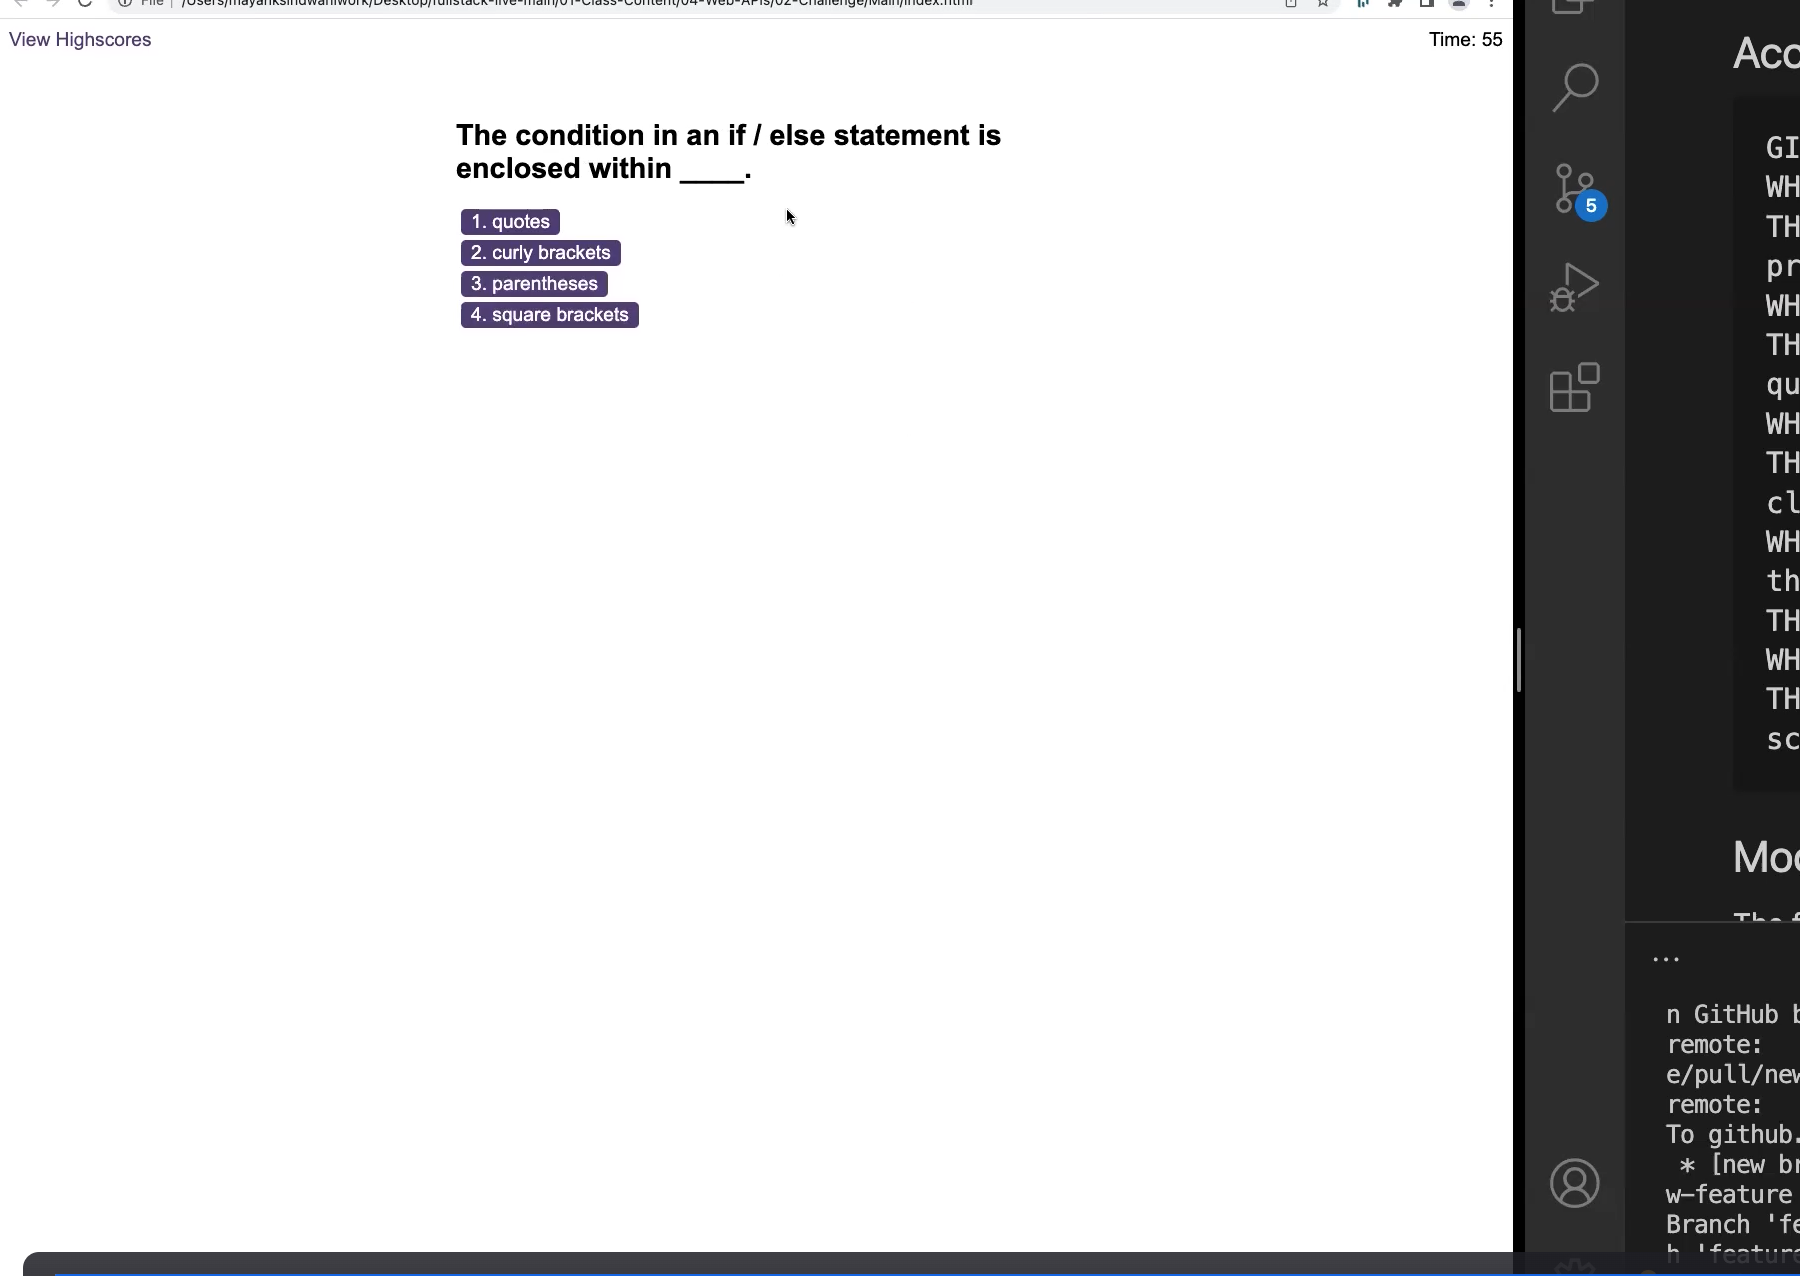 File /Users/mayanksindwaniwork/Desktop/fullstack-live-main/01-Class-Content/04-Web-APIs/02-Challenge/Main/index.html
View Highscores
Time: 55
The condition in an if / else statement is
enclosed within ____.
1. quotes
2. curly brackets
3. parentheses
4. square brackets
5
Acc
GI
WH
TH
pr
WH
TH
qu
WH
TH
cl
WH
th
TH
WH
TH
sc
Moc
The f
...
n GitHub b
remote:
e/pull/new
remote:
To github.
* [new br
w-feature
Branch 'fe
h 'feature